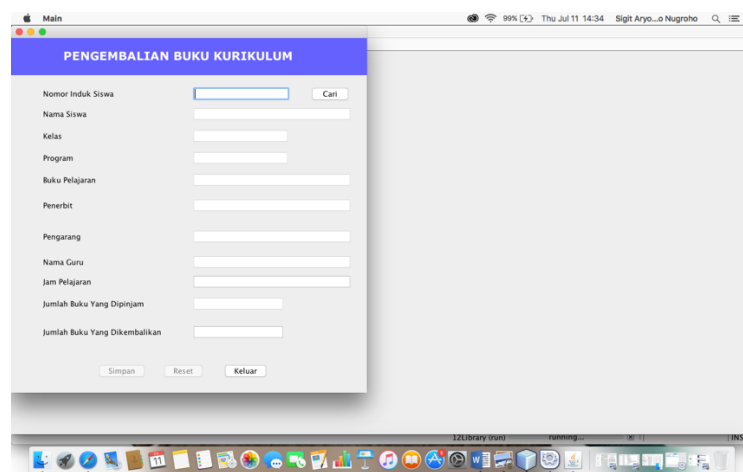 Main 99% Thu Jul 11 14:34 Sigit Aryo...o Nugroho
PENGEMBALIAN BUKU KURIKULUM
Nomor Induk Siswa Cari
Nama Siswa
Kelas
Program
Buku Pelajaran
Penerbit
Pengarang
Nama Guru
Jam Pelajaran
Jumlah Buku Yang Dipinjam
Jumlah Buku Yang Dikembalikan
Simpan Reset Keluar
12Library (run) running... INS
11